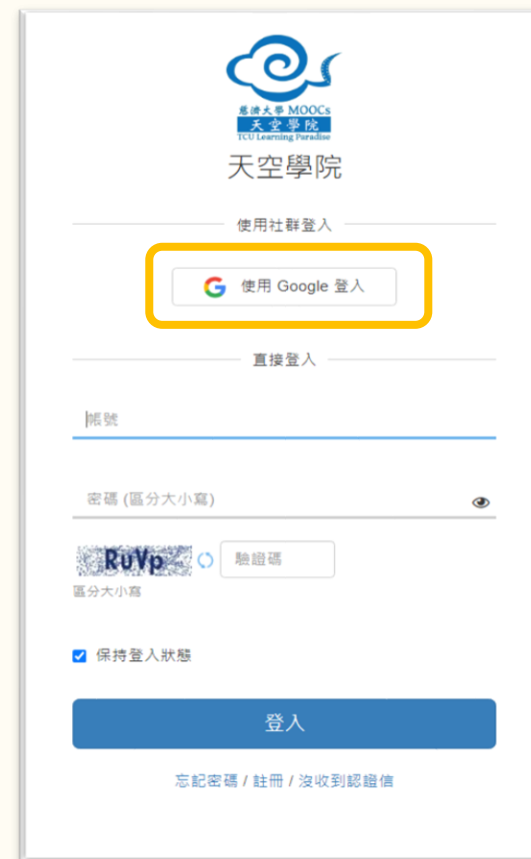 慈濟大學 MOOCs
天空學院
TCU Learning Paradise
天空學院
使用社群登入
使用 Google 登入
直接登入
帳號
密碼 (區分大小寫)
RuVp
驗證碼
區分大小寫
保持登入狀態
登入
忘記密碼 / 註冊 / 沒收到認證信